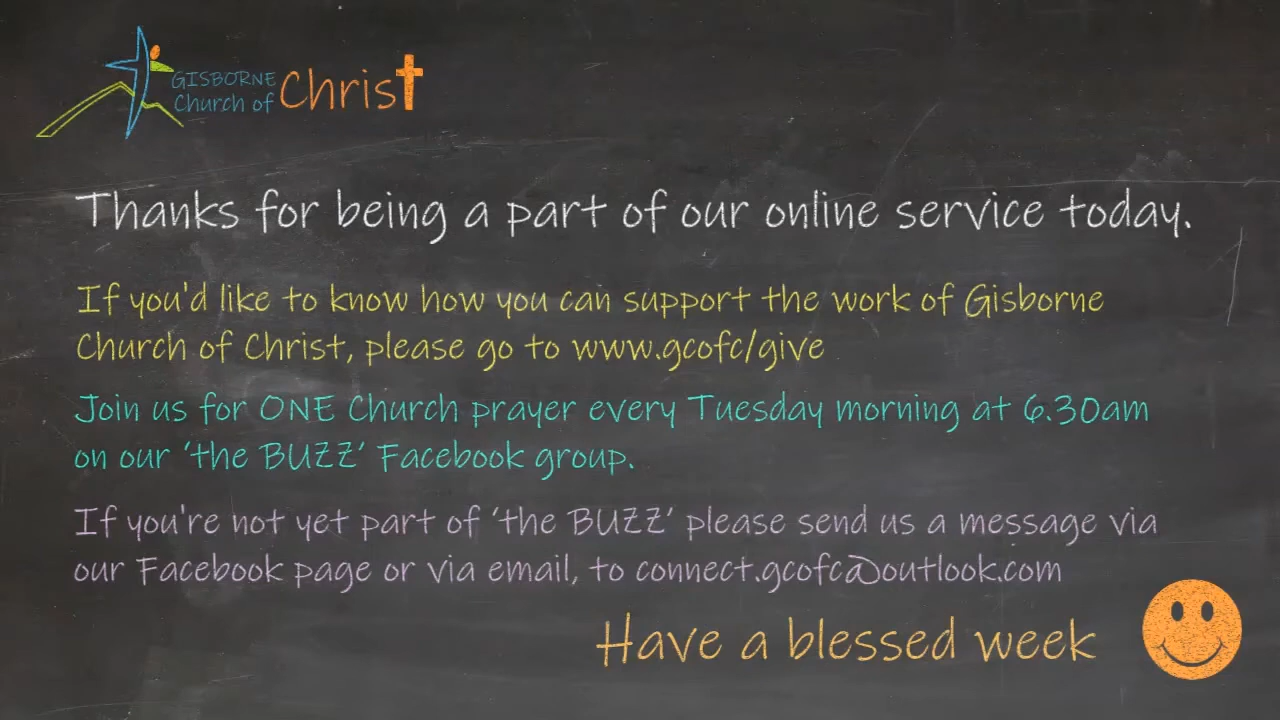 GISBORNE
Church of Christ
Thanks for being a part of our online service today.
If you'd like to know how you can support the work of Gisborne
Church of Christ, please go to www.gcofc/give
Join us for ONE Church prayer every Tuesday morning at 6.30am
on our ‘the BUZZ’ Facebook group.
If you're not yet part of ‘the BUZZ’ please send us a message via
our Facebook page or via email, to connect.gcofc@outlook.com
Have a blessed week